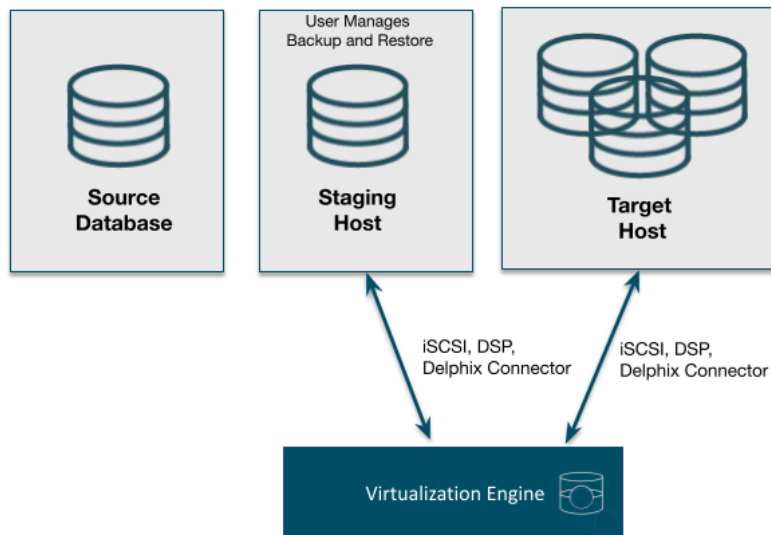 User Manages
Backup and Restore
Source
Database
Staging
Host
Target
Host
iSCSI, DSP,
Delphix Connector
iSCSI, DSP,
Delphix Connector
Virtualization Engine